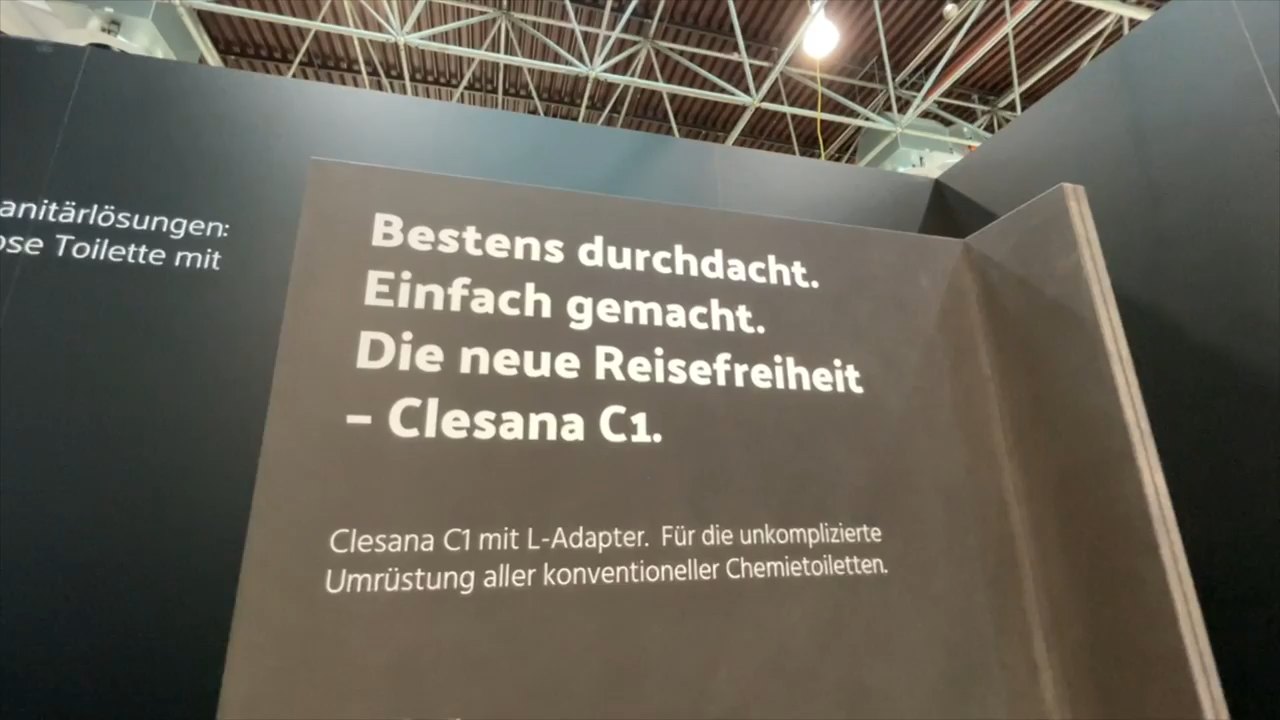 anitärlösungen:
Toilette mit
Bestens durchdacht.
Einfach gemacht.
Die neue Reisefreiheit
– Clesana C1.
Clesana C1 mit L-Adapter. Für die unkomplizierte
Umrüstung aller konventioneller Chemietoiletten.